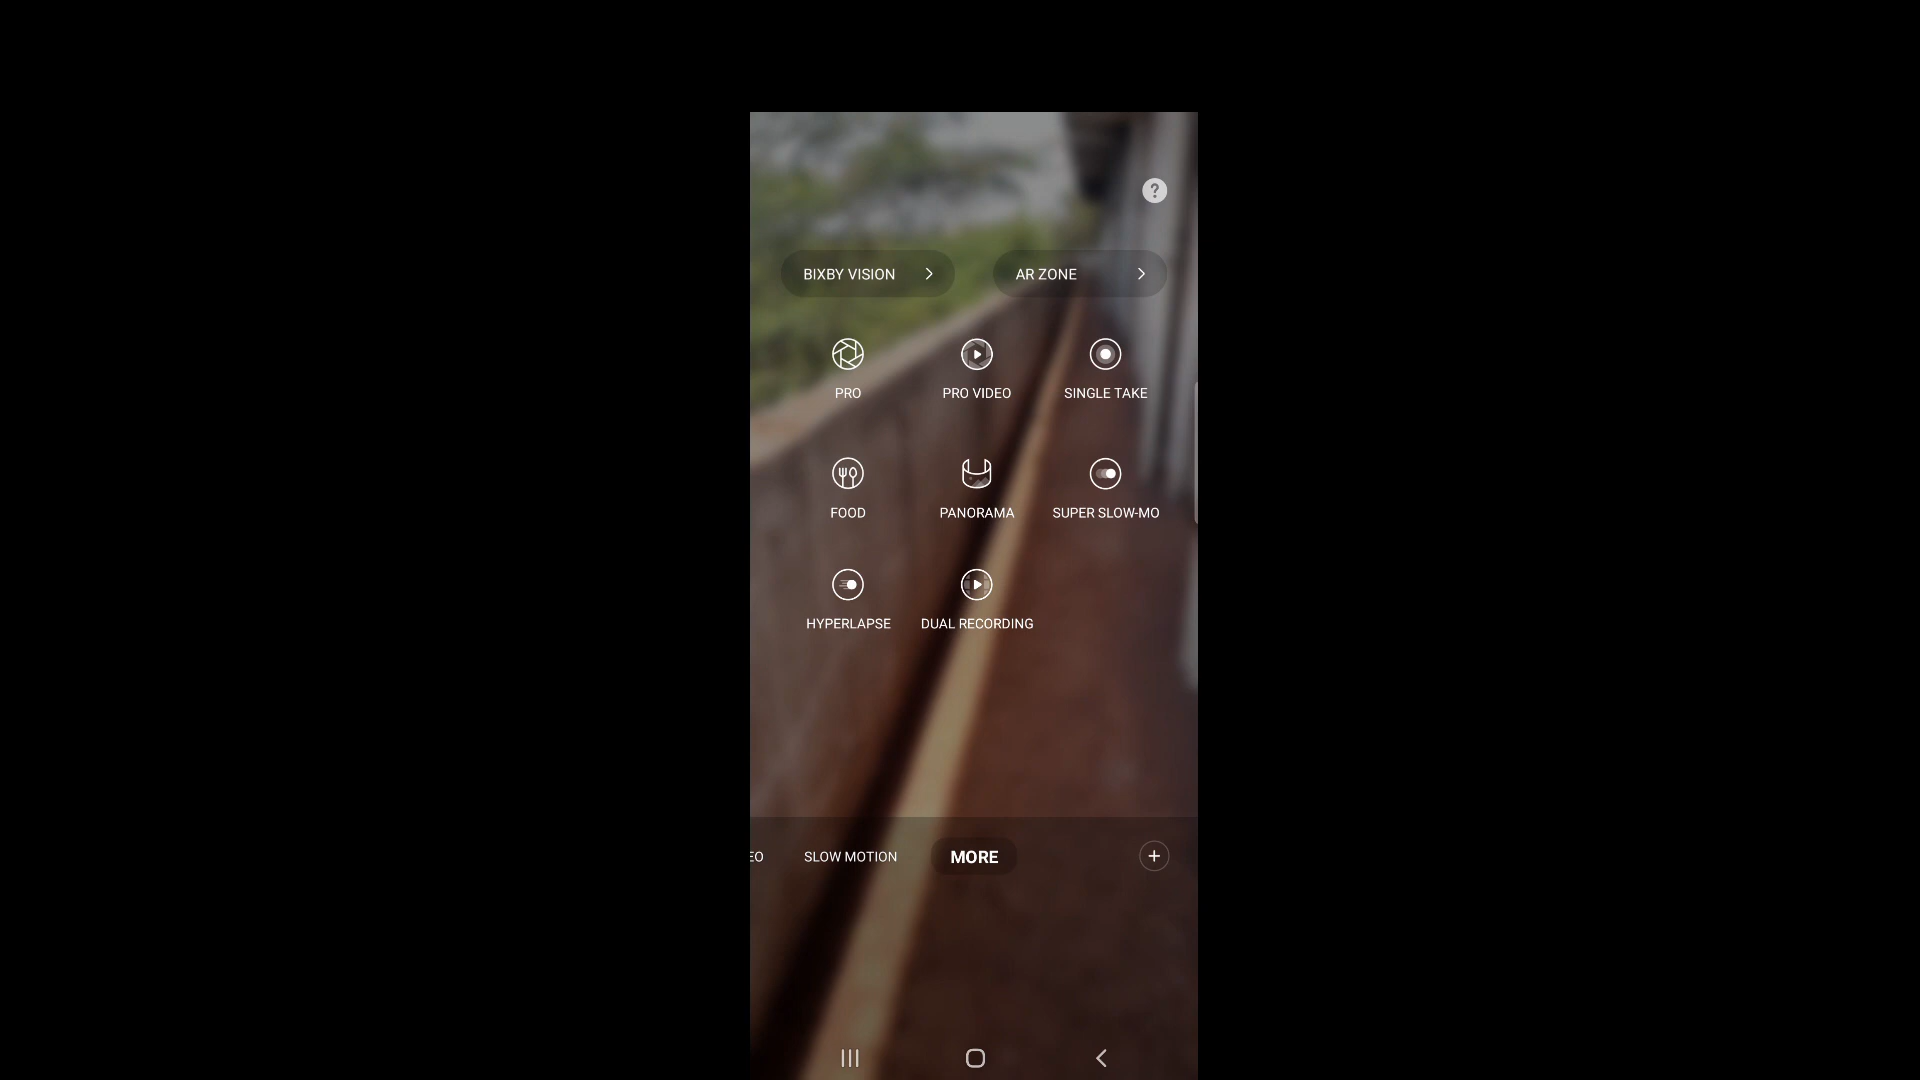 BIXBY VISION
AR ZONE
PRO
PRO VIDEO
SINGLE TAKE
FOOD
PANORAMA
SUPER SLOW-MO
HYPERLAPSE
DUAL RECORDING
EO
SLOW MOTION
MORE